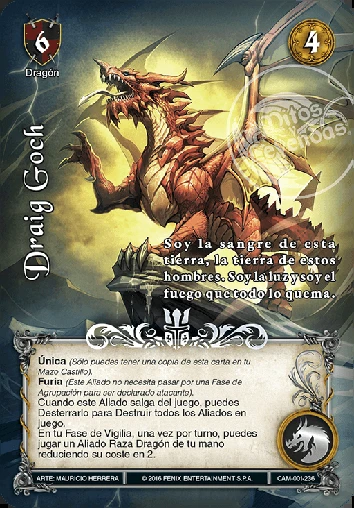 6
4
Dragón
Mitos
Leyendas
Draig Goch
Soy la sangre de esta
tierra, la tierra de estos
hombres. Soy la luz y soy el
fuego que todo lo quema.
Única (Sólo puedes tener una copia de esta carta en tu
Mazo Castillo).
Furia (Este Aliado no necesita pasar por una Fase de
Agrupación para ser declarado atacante).
Cuando este Aliado salga del juego, puedes
Desterrarlo para Destruir todos los Aliados en
juego.
En tu Fase de Vigilia, una vez por turno, puedes
jugar un Aliado Raza Dragón de tu mano
reduciendo su coste en 2.
ARTE: MAURICIO HERRERA
© 2016 FENIX ENTERTAINMENT S.P.A.
CAM-001-236